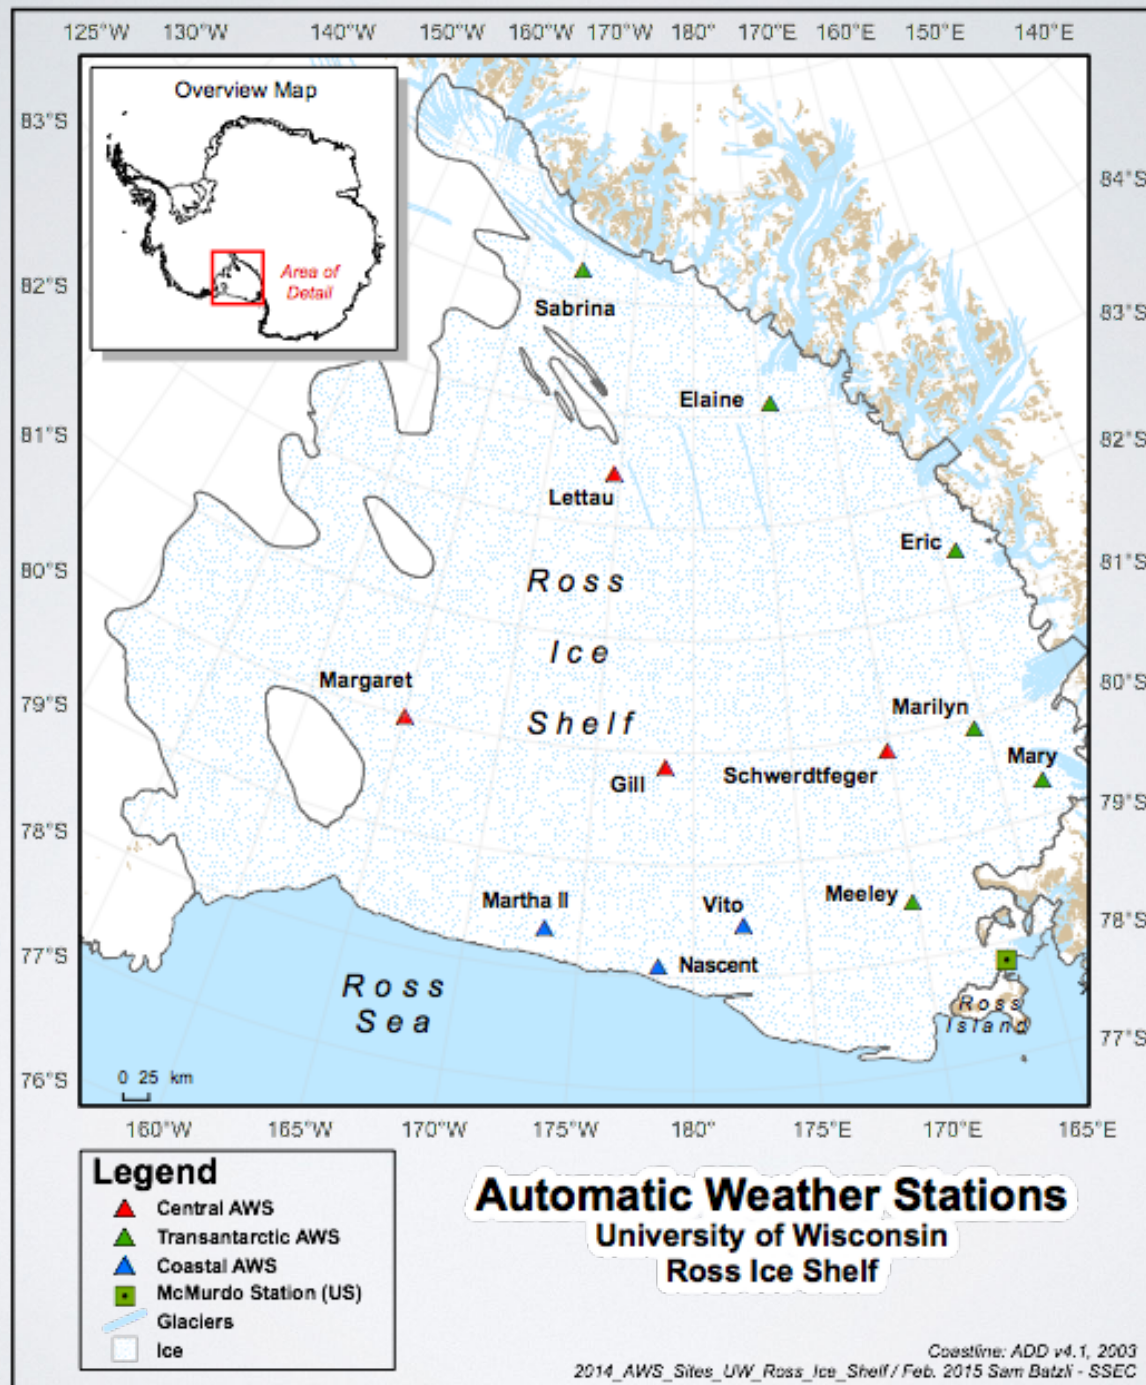 125°W 130°W 140°W 150°W 160°W 170°W 180° 170°E 160°E 150°E 140°E
Overview Map
Area of
Detail
83°S
82°S
81°S
80°S
79°S
78°S
77°S
76°S
84°S
83°S
82°S
81°S
80°S
79°S
78°S
77°S
Sabrina
Elaine
Lettau
Eric
Ross
Ice
Shelf
Margaret
Marilyn
Mary
Gill
Schwerdtfeger
Martha II
Vito
Meeley
Nascent
Ross
Sea
Ross
Island
0 25 km
160°W 165°W 170°W 175°W 180° 175°E 170°E 165°E
Legend
Central AWS
Transantarctic AWS
Coastal AWS
McMurdo Station (US)
Glaciers
Ice
Automatic Weather Stations
University of Wisconsin
Ross Ice Shelf
Coastline: ADD v4.1, 2003
2014_AWS_Sites_UW_Ross_Ice_Shelf / Feb. 2015 Sam Batzli - SSEC